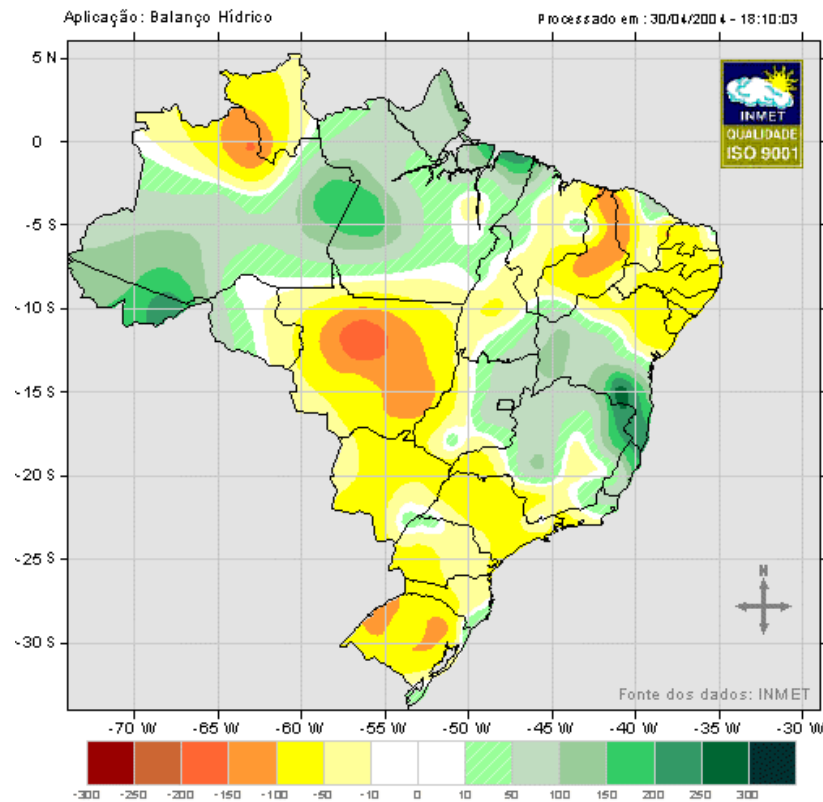 Aplicação: Balanço Hídrico
Processado em : 30/04/2004 - 18:10:03
5 N
0
-5 S
-10 S
-15 S
-20 S
-25 S
-30 S
INMET
QUALIDADE
ISO 9001
N
Fonte dos dados: INMET
-70 W -65 W -60 W -55 W -50 W -45 W -40 W -35 W -30 W
-300 -250 -200 -150 -100 -50 -10 0 10 50 100 150 200 250 300